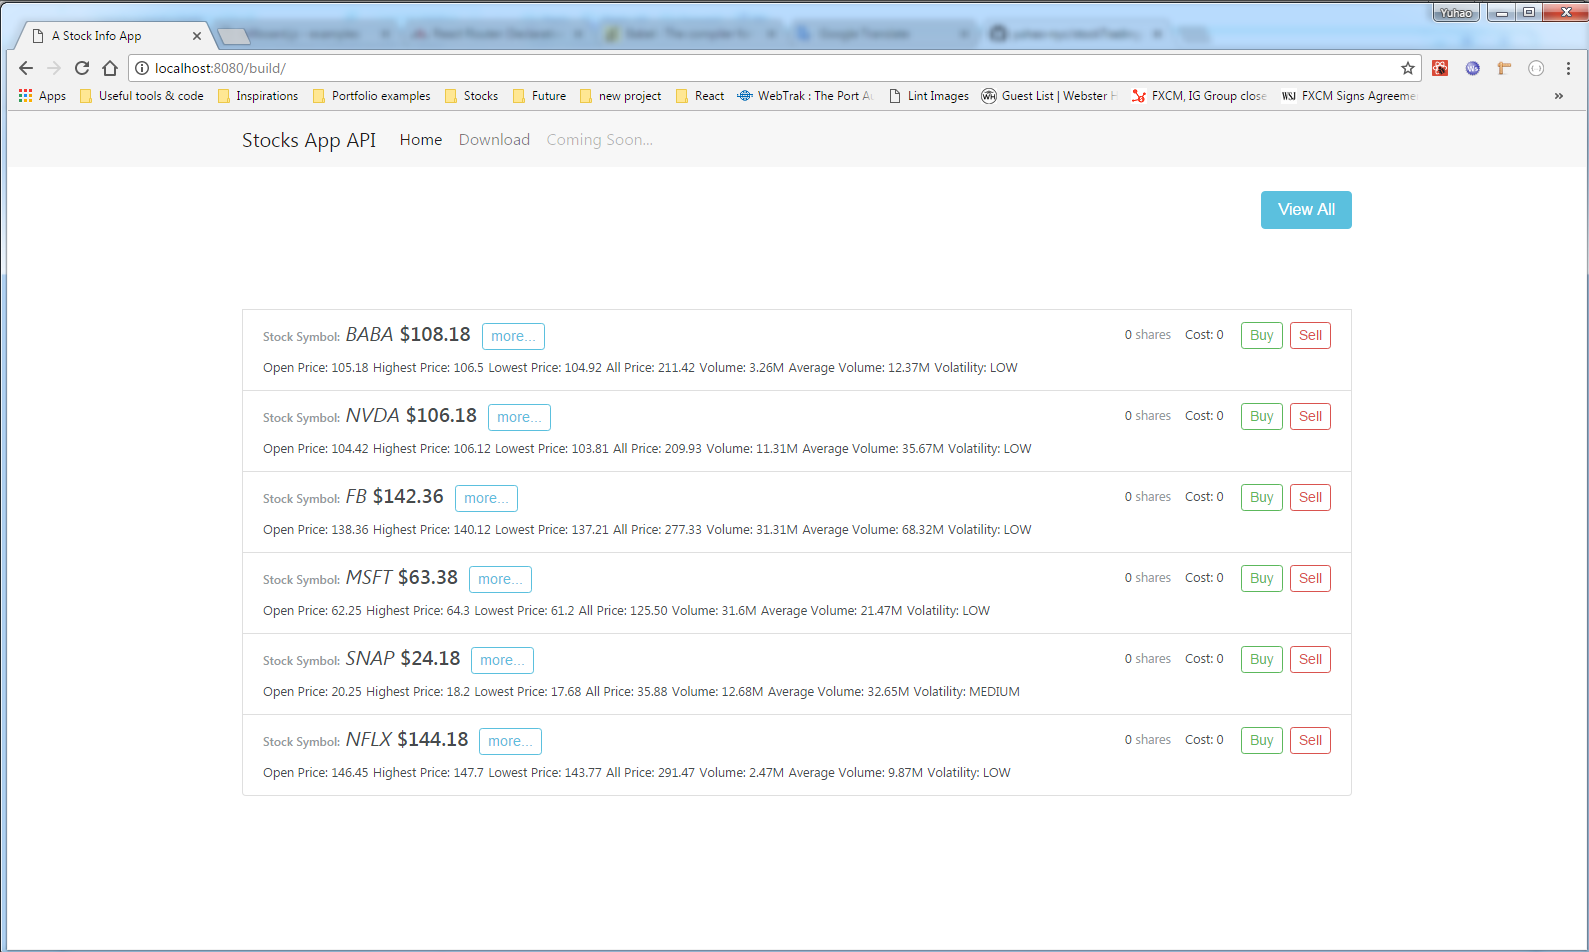 Yuhao
A Stock Info App
localhost:8080/build/
Apps Useful tools & code Inspirations Portfolio examples Stocks Future new project React WebTrak : The Port Lint Images Guest List | Webster FXCM, IG Group close WSJ FXCM Signs Agreeme
Stocks App API Home Download Coming Soon...
View All
Stock Symbol: BABA $108.18 more... 0 shares Cost: 0 Buy Sell
Open Price: 105.18 Highest Price: 106.5 Lowest Price: 104.92 All Price: 211.42 Volume: 3.26M Average Volume: 12.37M Volatility: LOW
Stock Symbol: NVDA $106.18 more... 0 shares Cost: 0 Buy Sell
Open Price: 104.42 Highest Price: 106.12 Lowest Price: 103.81 All Price: 209.93 Volume: 11.31M Average Volume: 35.67M Volatility: LOW
Stock Symbol: FB $142.36 more... 0 shares Cost: 0 Buy Sell
Open Price: 138.36 Highest Price: 140.12 Lowest Price: 137.21 All Price: 277.33 Volume: 31.31M Average Volume: 68.32M Volatility: LOW
Stock Symbol: MSFT $63.38 more... 0 shares Cost: 0 Buy Sell
Open Price: 62.25 Highest Price: 64.3 Lowest Price: 61.2 All Price: 125.50 Volume: 31.6M Average Volume: 21.47M Volatility: LOW
Stock Symbol: SNAP $24.18 more... 0 shares Cost: 0 Buy Sell
Open Price: 20.25 Highest Price: 18.2 Lowest Price: 17.68 All Price: 35.88 Volume: 12.68M Average Volume: 32.65M Volatility: MEDIUM
Stock Symbol: NFLX $144.18 more... 0 shares Cost: 0 Buy Sell
Open Price: 146.45 Highest Price: 147.7 Lowest Price: 143.77 All Price: 291.47 Volume: 2.47M Average Volume: 9.87M Volatility: LOW